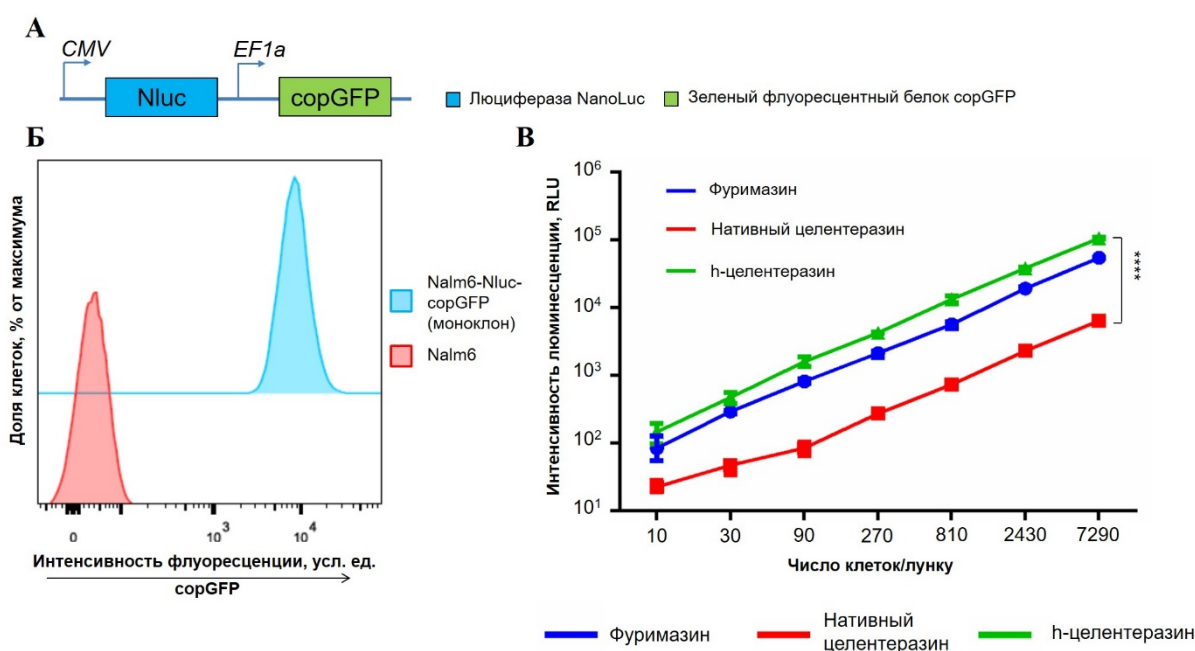 А
CMV
EF1a
Nluc
copGFP
Люцифераза NanoLuc
Зеленый флуоресцентный белок copGFP
Б
Доля клеток, % от максимума
Nalm6-Nluc-
copGFP
(моноклон)
Nalm6
0
10³
10⁴
Интенсивность флуоресценции, усл. ед.
copGFP
В
Интенсивность люминесценции, RLU
10⁶
10⁵
10⁴
10³
10²
10¹
Фуримазин
Нативный целентеразин
h-целентеразин
****
10
30
90
270
810
2430
7290
Число клеток/лунку
Фуримазин
Нативный
целентеразин
h-целентеразин